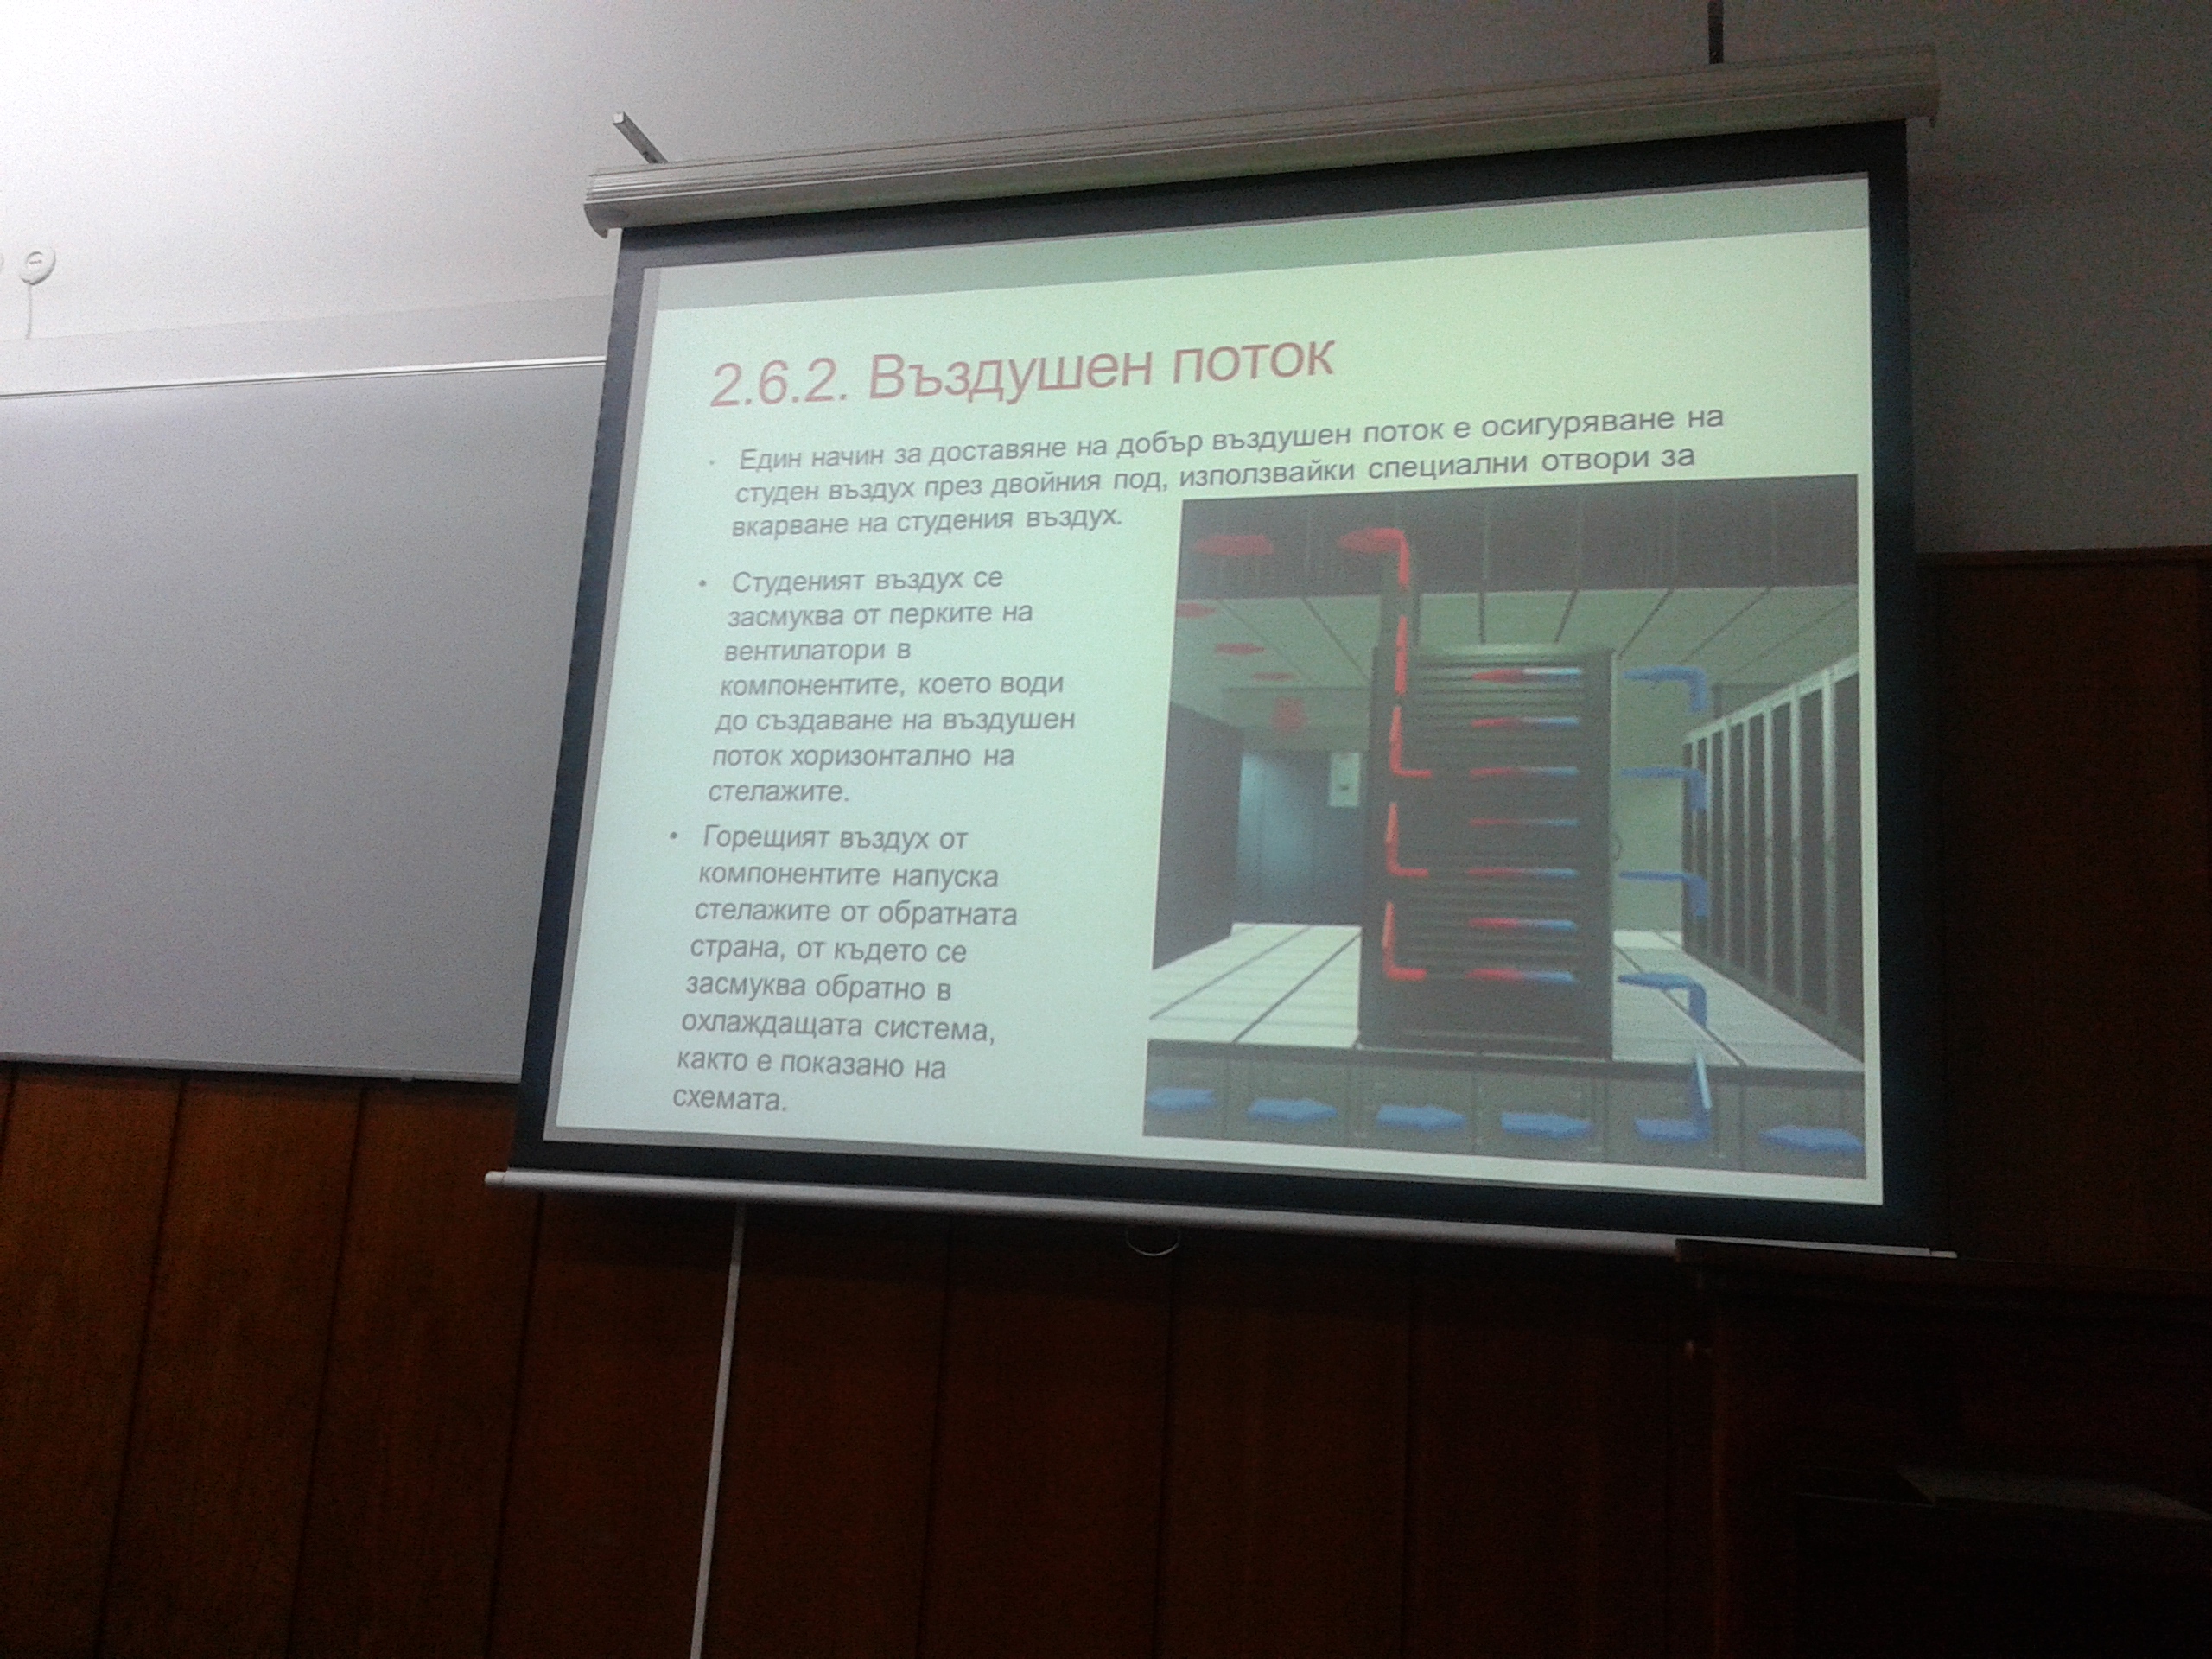 2.6.2. Въздушен поток
• Един начин за доставяне на добър въздушен поток е осигуряване на
студен въздух през двойния под, използвайки специални отвори за
вкарване на студения въздух.
• Студеният въздух се
засмуква от перките на
вентилатори в
компонентите, което води
до създаване на въздушен
поток хоризонтално на
стелажите.
• Горещият въздух от
компонентите напуска
стелажите от обратната
страна, от където се
засмуква обратно в
охлаждащата система,
както е показано на
схемата.